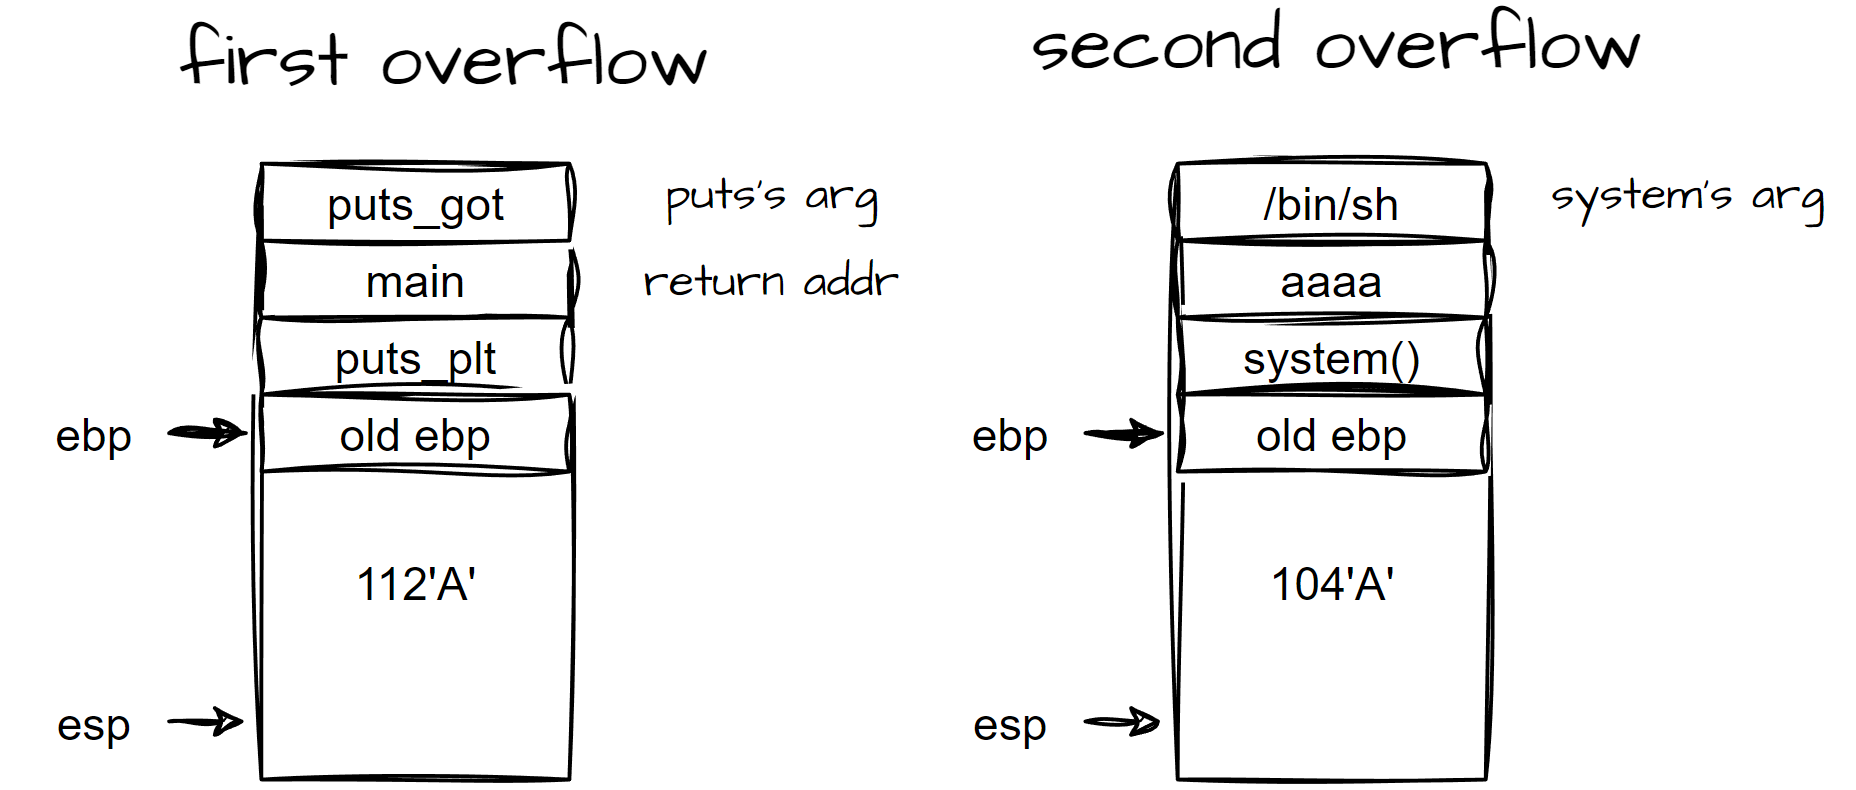 first overflow
puts_got
puts's arg
main
return addr
puts_plt
ebp
old ebp
112'A'
esp
second overflow
/bin/sh
system's arg
aaaa
system()
ebp
old ebp
104'A'
esp